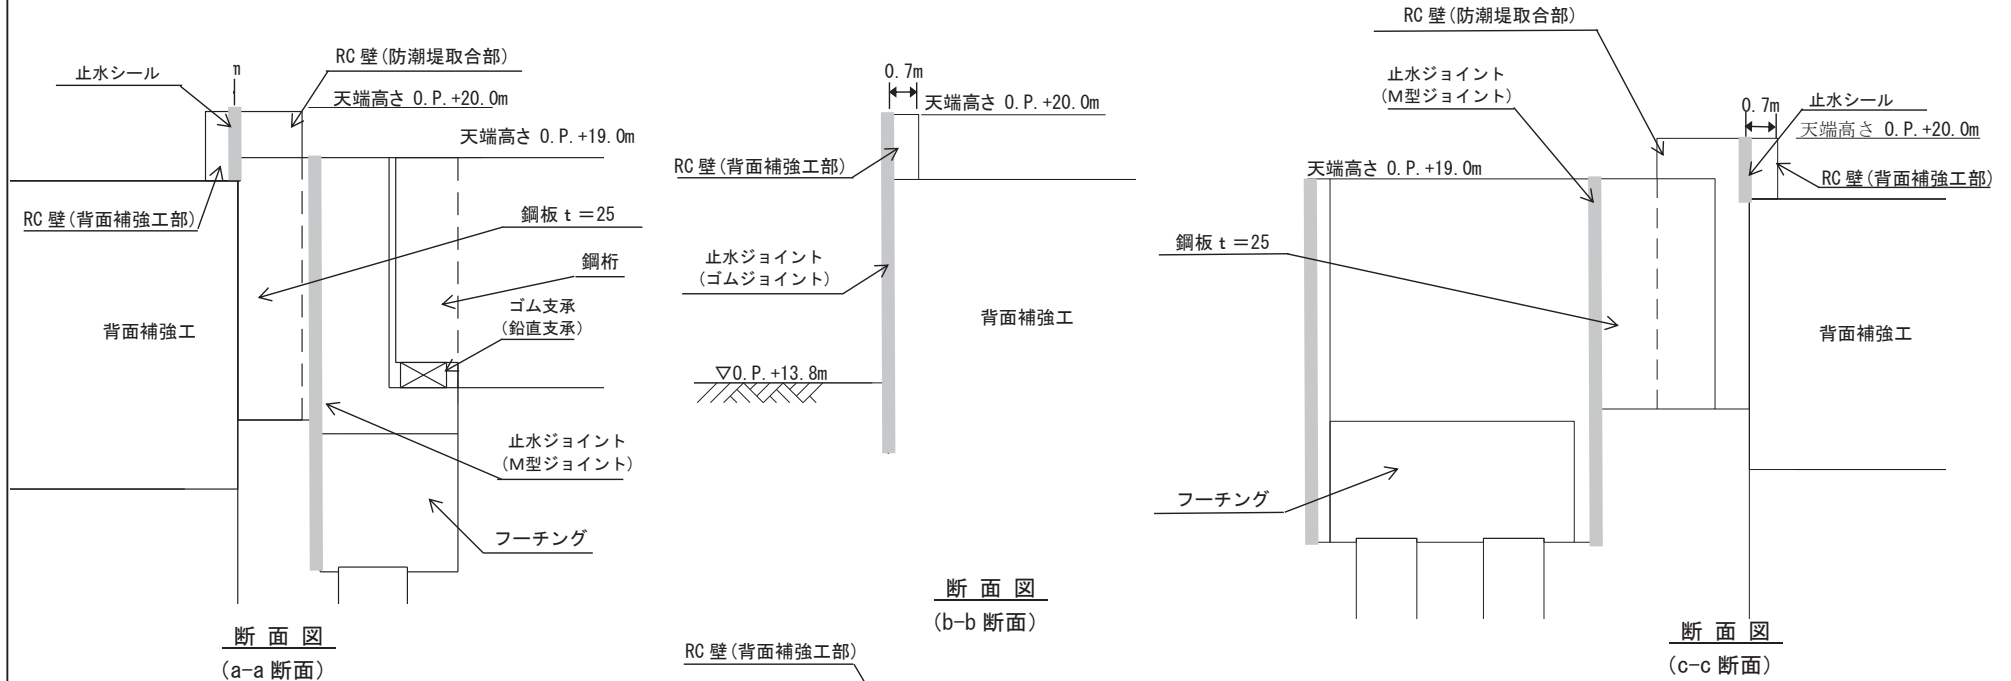 止水シール
m
RC 壁(防潮堤取合部)
天端高さ O.P.+20.0m
天端高さ O.P.+19.0m
RC 壁(背面補強工部)
鋼板 t =25
鋼桁
ゴム支承
(鉛直支承)
背面補強工
止水ジョイント
(M型ジョイント)
フーチング
断 面 図
(a-a 断面)
0.7m
天端高さ O.P.+20.0m
RC 壁(背面補強工部)
止水ジョイント
(ゴムジョイント)
背面補強工
▽O.P.+13.8m
断 面 図
(b-b 断面)
RC 壁(背面補強工部)
RC 壁(防潮堤取合部)
止水ジョイント
(M型ジョイント)
止水シール
0.7m
天端高さ O.P.+20.0m
天端高さ O.P.+19.0m
RC 壁(背面補強工部)
鋼板 t =25
背面補強工
フーチング
断 面 図
(c-c 断面)